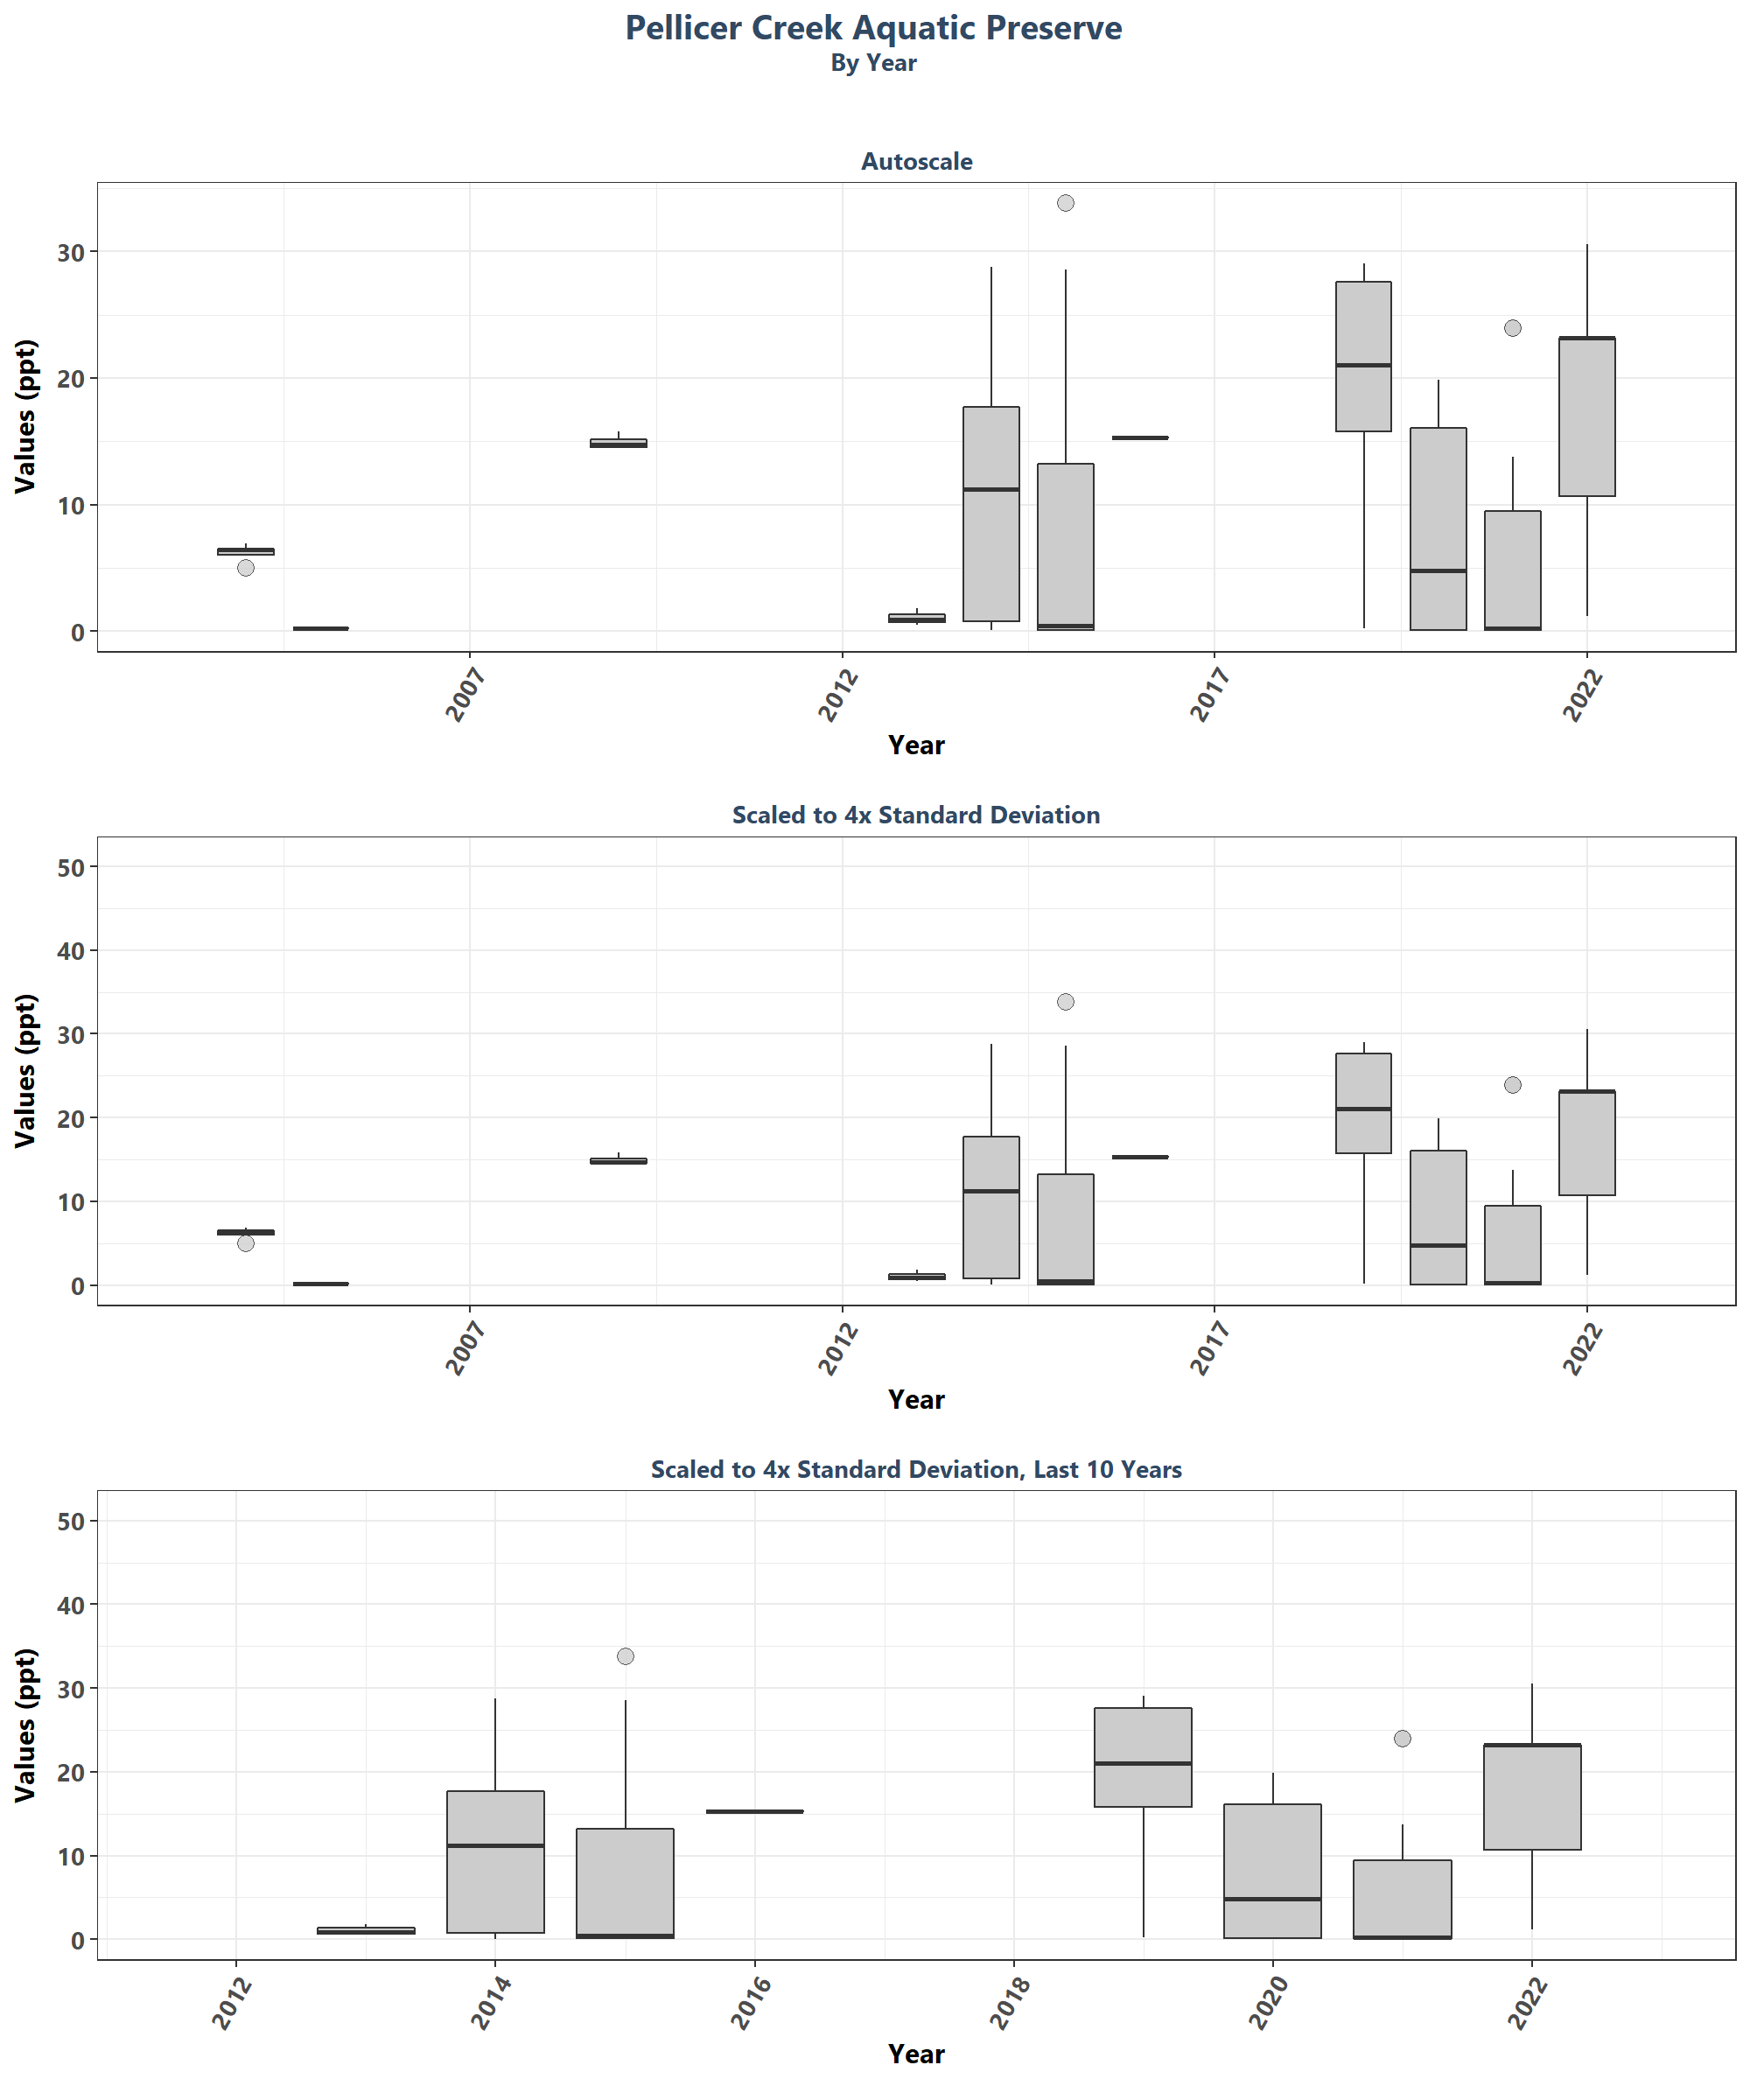 Pellicer Creek Aquatic Preserve
By Year
Autoscale
Values (ppt)
30
20
10
0
2007 2012 2017 2022
Year
Scaled to 4x Standard Deviation
Values (ppt)
50
40
30
20
10
0
2007 2012 2017 2022
Year
Scaled to 4x Standard Deviation, Last 10 Years
Values (ppt)
50
40
30
20
10
0
2012 2014 2016 2018 2020 2022
Year